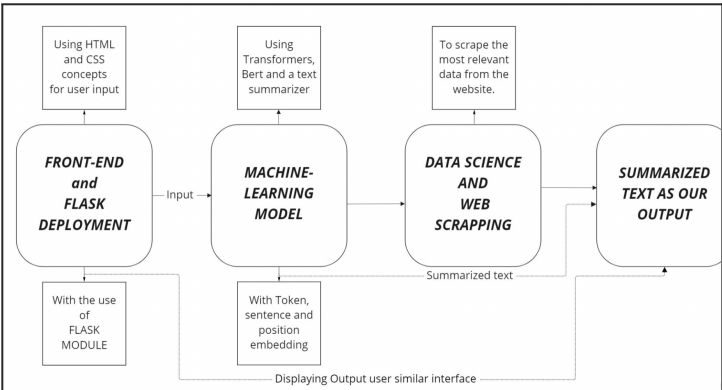 Using HTML
and CSS
concepts
for user input
Using
Transformers,
Bert and a text
summarizer
To scrape the
most relevant
data from the
website.
FRONT-END
and
FLASK
DEPLOYMENT
Input
MACHINE-
LEARNING
MODEL
DATA SCIENCE
AND
WEB
SCRAPPING
SUMMARIZED
TEXT AS OUR
OUTPUT
Summarized text
With the use
of
FLASK
MODULE
With Token,
sentence and
position
embedding
Displaying Output user similar interface